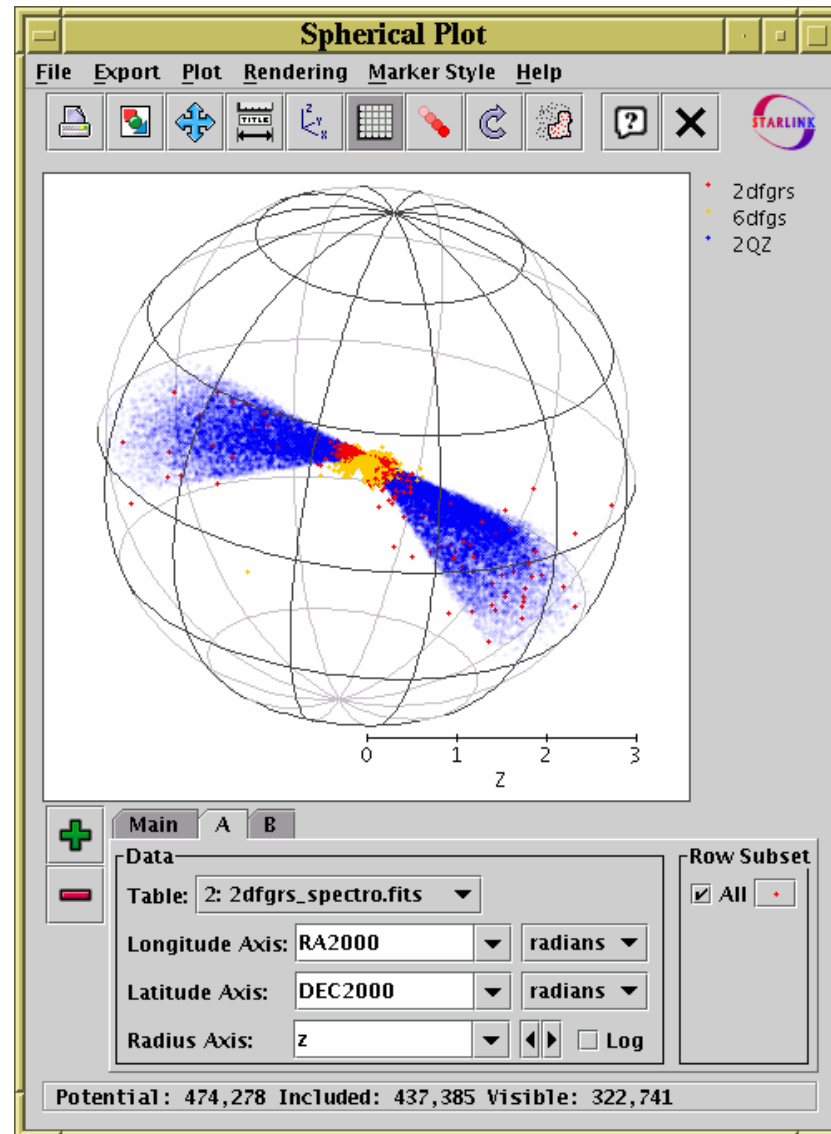 Spherical Plot
File Export Plot Rendering Marker Style Help
TITLE
Z
Y
X
STARLINK
2dfgrs
6dfgs
2QZ
0 1 2 3
Z
Main A B
Data
Row Subset
Table: 2: 2dfgrs_spectro.fits
All
Longitude Axis: RA2000 radians
Latitude Axis: DEC2000 radians
Radius Axis: z Log
Potential: 474,278 Included: 437,385 Visible: 322,741